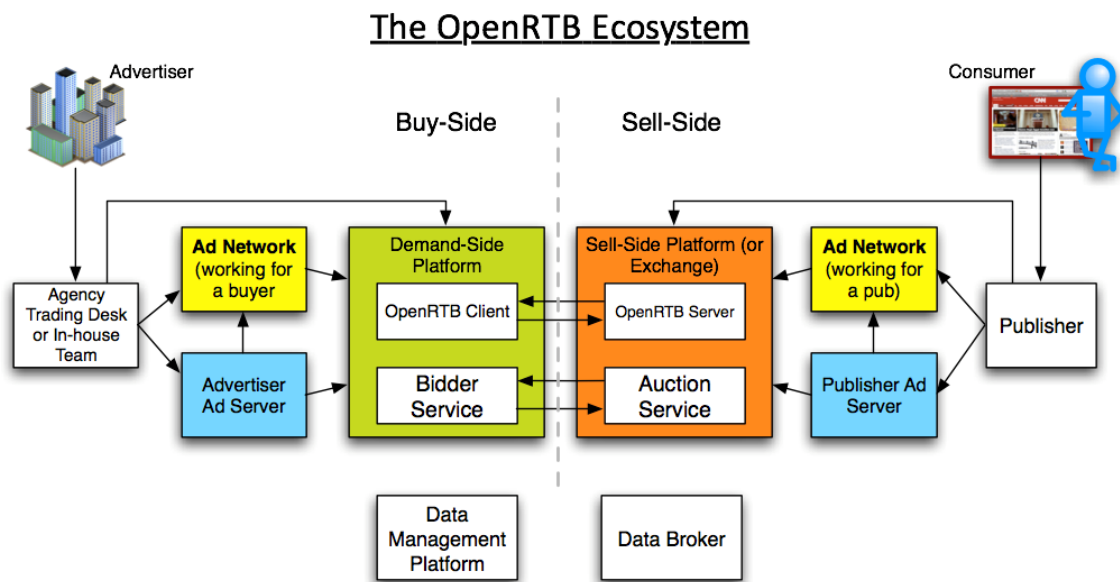 The OpenRTB Ecosystem
Advertiser
Consumer
Buy-Side
Sell-Side
Ad Network
(working for
a buyer
Demand-Side
Platform
Sell-Side Platform (or
Exchange)
Ad Network
(working for
a pub)
Agency
Trading Desk
or In-house
Team
OpenRTB Client
OpenRTB Server
Publisher
Advertiser
Ad Server
Bidder
Service
Auction
Service
Publisher Ad
Server
Data
Management
Platform
Data Broker